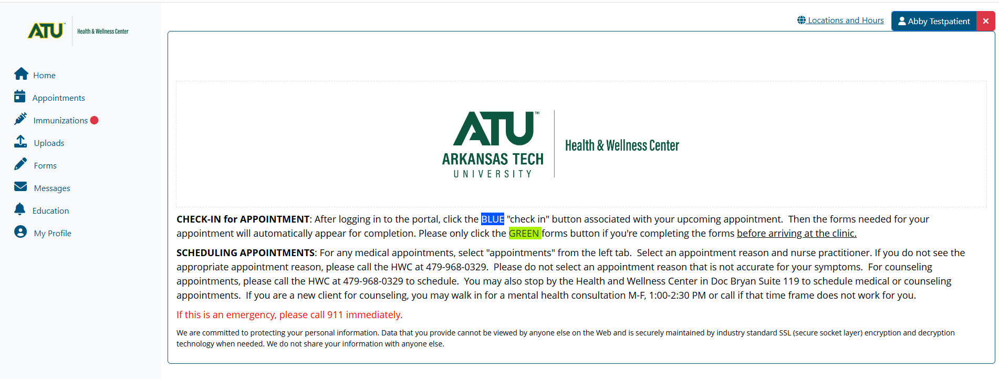 ATU™ Health & Wellness Center
Locations and Hours
Abby Testpatient ×
Home
Appointments
Immunizations
Uploads
Forms
Messages
Education
My Profile
ATU™
ARKANSAS TECH
UNIVERSITY
Health & Wellness Center
CHECK-IN for APPOINTMENT: After logging in to the portal, click the BLUE "check in" button associated with your upcoming appointment.  Then the forms needed for your
appointment will automatically appear for completion. Please only click the GREEN forms button if you're completing the forms before arriving at the clinic.
SCHEDULING APPOINTMENTS: For any medical appointments, select "appointments" from the left tab.  Select an appointment reason and nurse practitioner. If you do not see the
appropriate appointment reason, please call the HWC at 479-968-0329.  Please do not select an appointment reason that is not accurate for your symptoms.  For counseling
appointments, please call the HWC at 479-968-0329 to schedule.  You may also stop by the Health and Wellness Center in Doc Bryan Suite 119 to schedule medical or counseling
appointments.  If you are a new client for counseling, you may walk in for a mental health consultation M-F, 1:00-2:30 PM or call if that time frame does not work for you.
If this is an emergency, please call 911 immediately.
We are committed to protecting your personal information. Data that you provide cannot be viewed by anyone else on the Web and is securely maintained by industry standard SSL (secure socket layer) encryption and decryption
technology when needed. We do not share your information with anyone else.